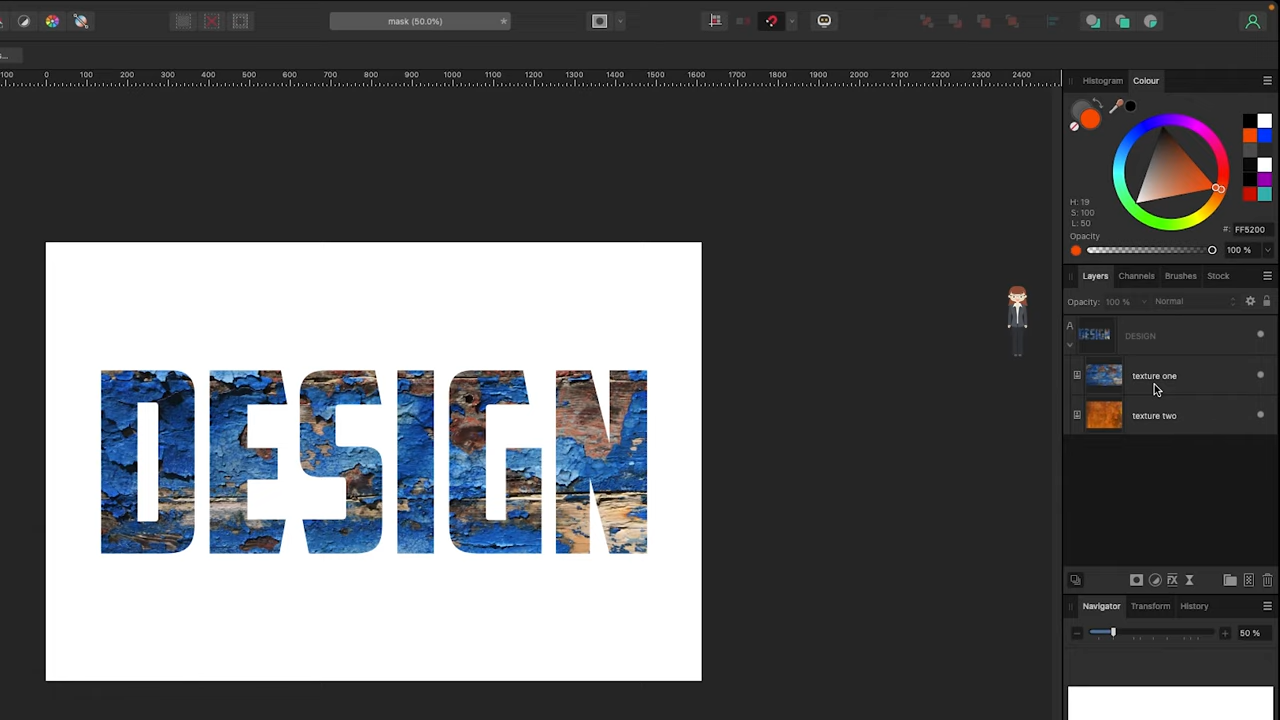 mask (50.0%)
s...
100 0 100 200 300 400 500 600 700 800 900 1000 1100 1200 1300 1400 1500 1600 1700 1800 1900 2000 2100 2200 2300 2400
Histogram Colour
H: 19
S: 100
L: 50
#: FF5200
Opacity
100 %
Layers Channels Brushes Stock
Opacity: 100 % Normal
A DESIGN DESIGN
texture one
texture two
FX
Navigator Transform History
50 %
DESIGN